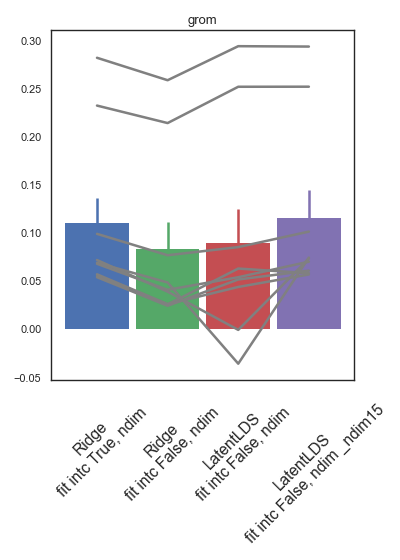 grom
0.30
0.25
0.20
0.15
0.10
0.05
0.00
−0.05
Ridge
fit intc True, ndim
Ridge
fit intc False, ndim
LatentLDS
fit intc False, ndim
LatentLDS
fit intc False, ndim _ndim15